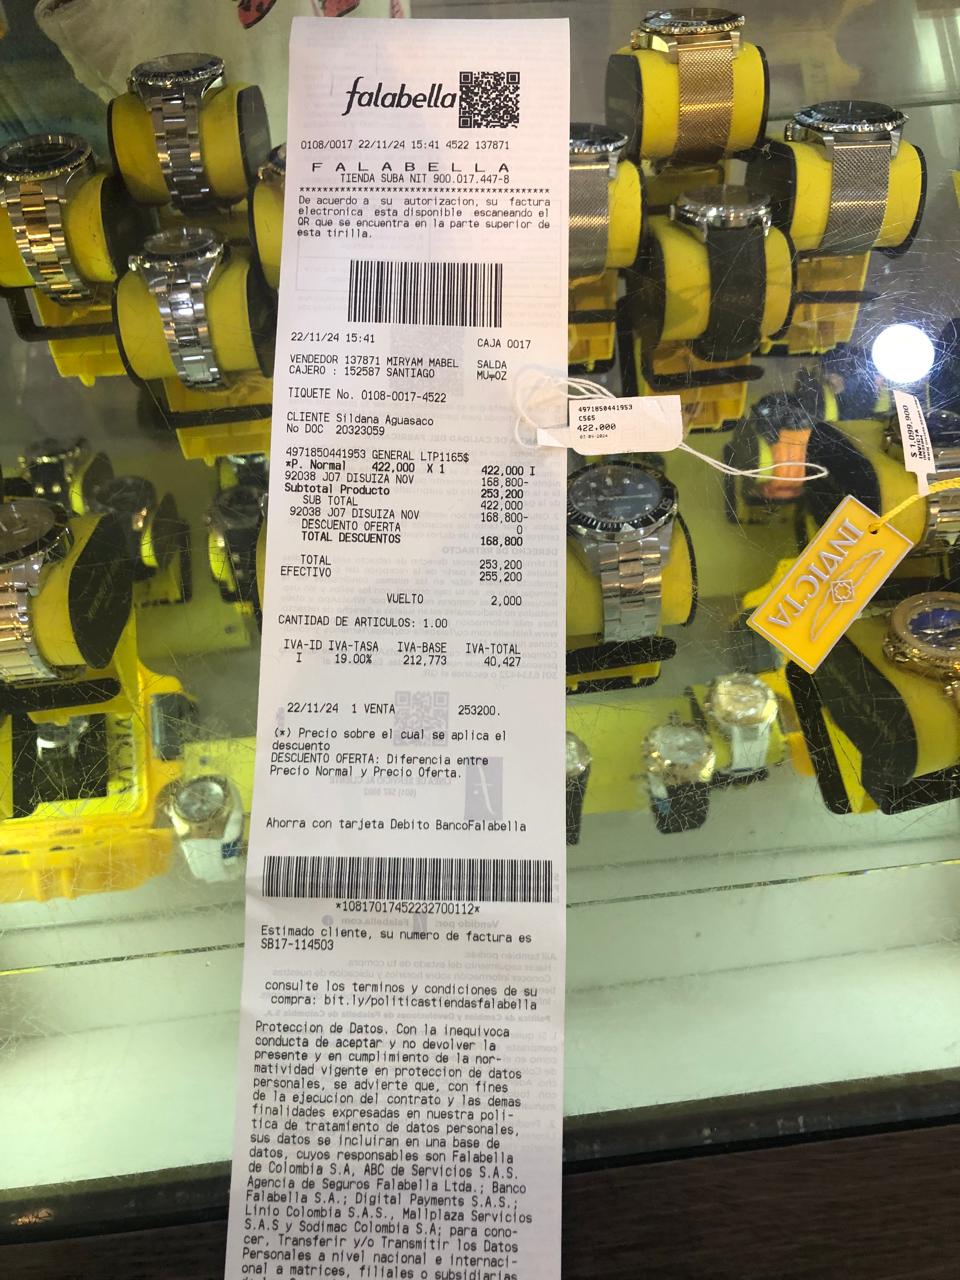 falabella
0108/0017 22/11/24 15:41 4522 137871
F A L A B E L L A
TIENDA SUBA NIT 900.017.447-8
**************************************************
De acuerdo a su autorizacion, su factura
electronica esta disponible escaneando el
QR que se encuentra en la parte superior de
esta tirilla.
22/11/24 15:41 CAJA 0017
VENDEDOR 137871 MIRYAM MABEL SALDA
CAJERO : 152587 SANTIAGO
TIQUETE No. 0108-0017-4522
CLIENTE Sildana Aguasaco
No DOC 20323059
4971850441953 GENERAL LTP1165$
*P. Normal 422,000 X 1 422,000 I
92038 J07 DISUIZA NOV 168,800-
Subtotal Producto 253,200
SUB TOTAL 422,000
92038 J07 DISUIZA NOV 168,800-
DESCUENTO OFERTA 0
TOTAL DESCUENTOS 168,800
TOTAL 253,200
EFECTIVO 255,200
VUELTO 2,000
CANTIDAD DE ARTICULOS: 1.00
IVA-ID IVA-TASA IVA-BASE IVA-TOTAL
I 19.00% 212,773 40,427
22/11/24 1 VENTA 253200.
(*) Precio sobre el cual se aplica el
descuento
DESCUENTO OFERTA: Diferencia entre
Precio Normal y Precio Oferta.
Ahorra con tarjeta Debito BancoFalabella
*10817017452232700112*
Estimado cliente, su numero de factura es
SB17-114503
consulte los terminos y condiciones de su
compra: bit.ly/politicastiendasfalabella
Proteccion de Datos. Con la inequivoca
conducta de aceptar y no devolver la
presente y en cumplimiento de la nor-
matividad vigente en proteccion de datos
personales, se advierte que, con fines
de la ejecucion del contrato y las demas
finalidades expresadas en nuestra poli-
tica de tratamiento de datos personales,
sus datos se incluiran en una base de
datos, cuyos responsables son Falabella
de Colombia S.A, ABC de Servicios S.A.S.
Agencia de Seguros Falabella Ltda.; Banco
Falabella S.A.; Digital Payments S.A.S.;
Linio Colombia S.A.S., Mallplaza Servicios
S.A.S y Sodimac Colombia S.A; para cono-
cer, Transferir y/o Transmitir los Datos
Personales a nivel nacional e internaci-
onal a matrices, filiales o subsidiarias
4971850441953
C565
422.000
$ 1.099.900
INVICTA
INVICTA